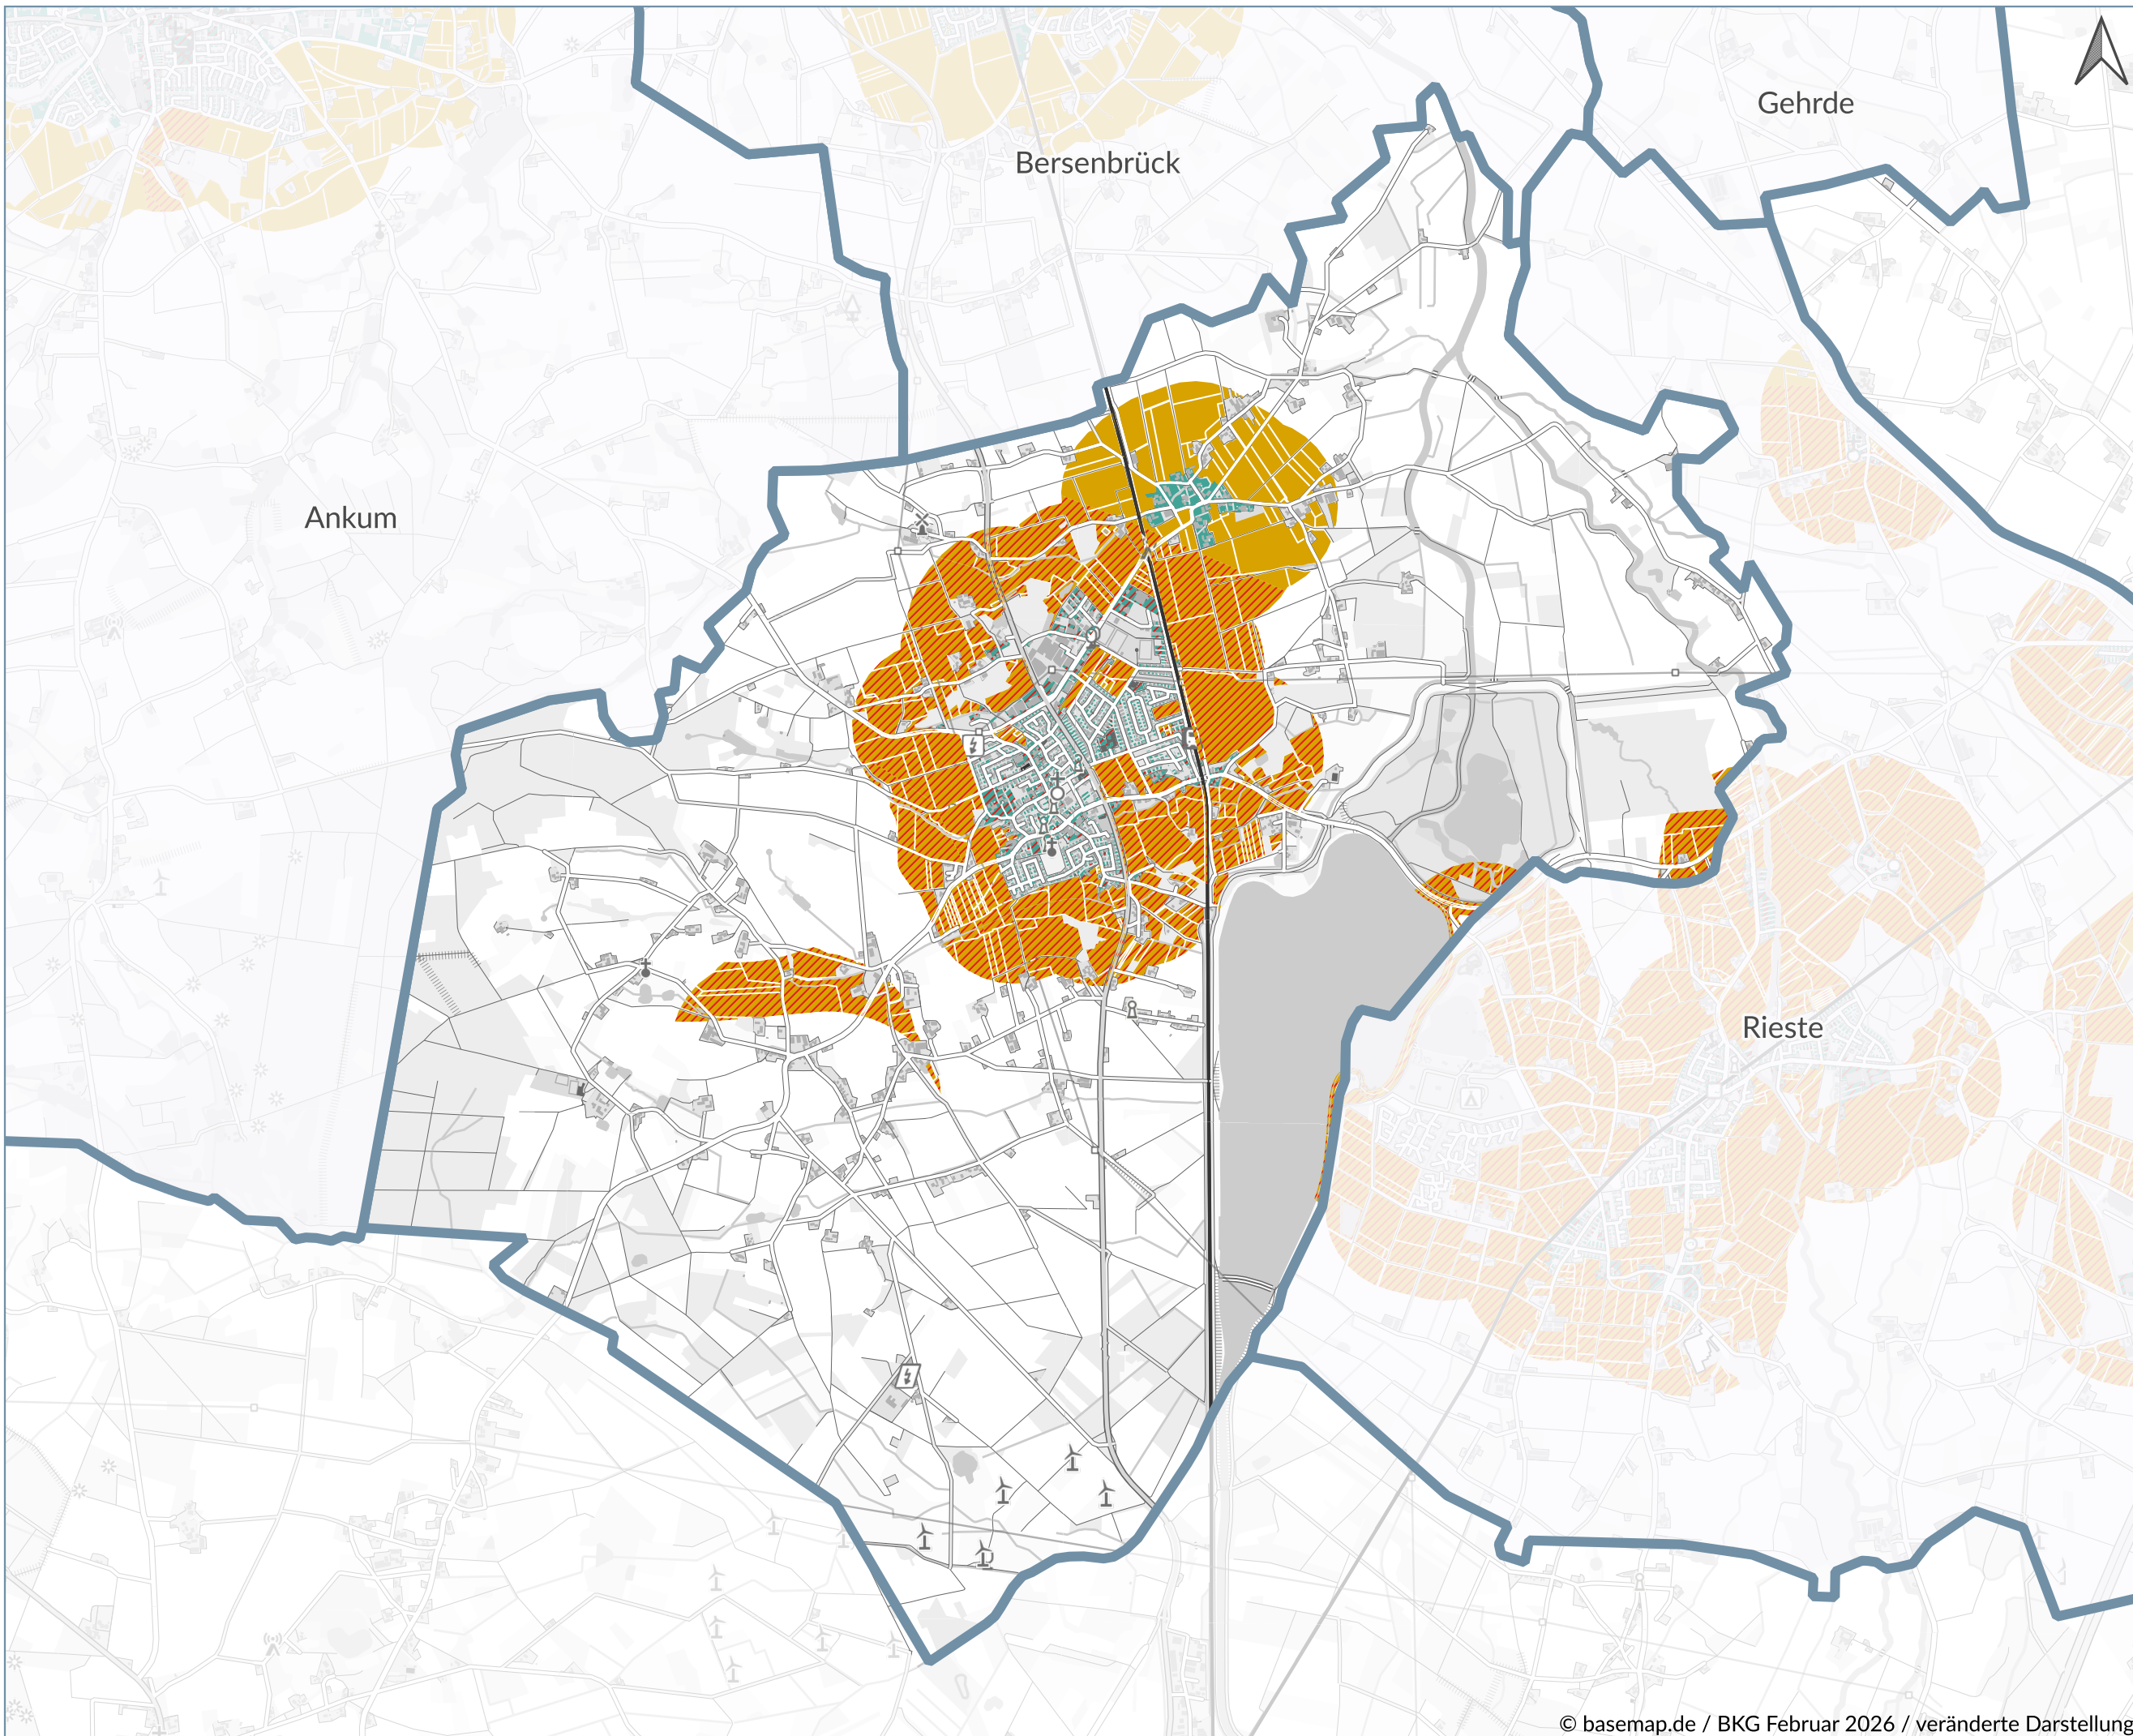 Gehrde
Bersenbrück
Ankum
Rieste
© basemap.de / BKG Februar 2026 / veränderte Darstellung